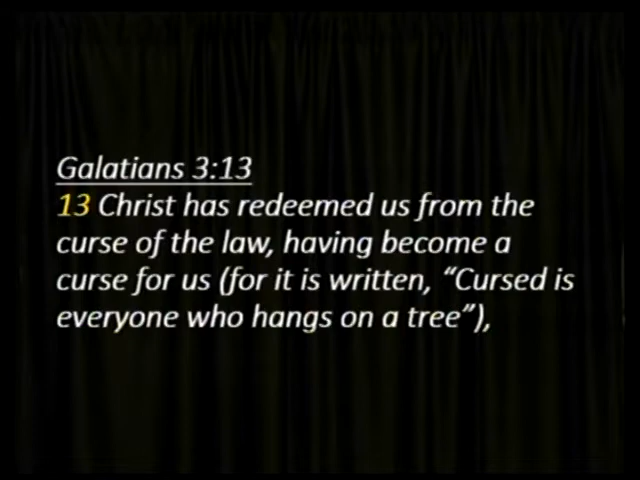 Galatians 3:13
13 Christ has redeemed us from the
curse of the law, having become a
curse for us (for it is written, “Cursed is
everyone who hangs on a tree”),